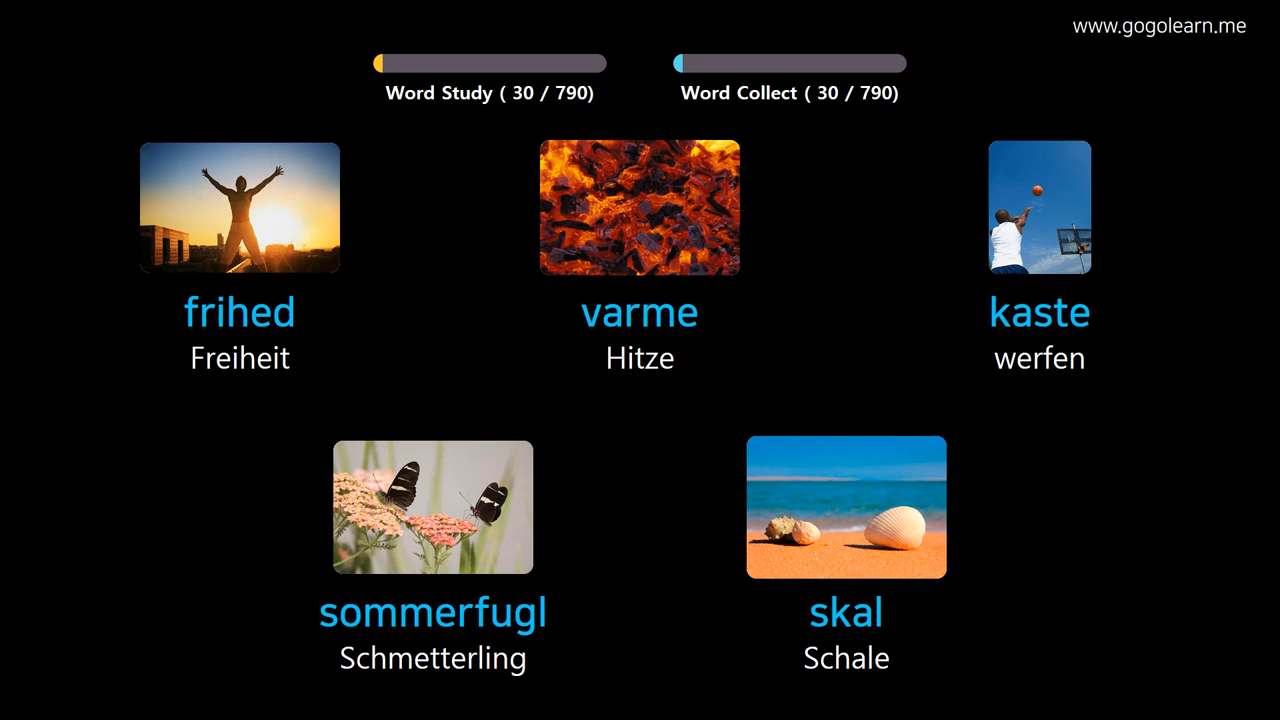 www.gogolearn.me
Word Study ( 30 / 790)
Word Collect ( 30 / 790)
frihed
Freiheit
varme
Hitze
kaste
werfen
sommerfugl
Schmetterling
skal
Schale